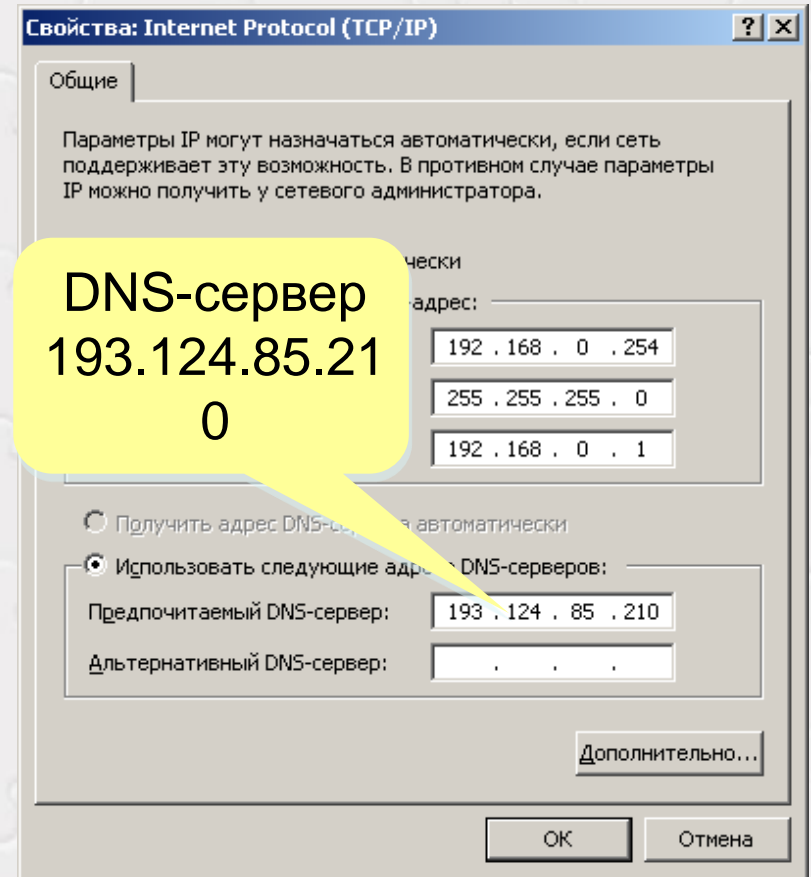 Свойства: Internet Protocol (TCP/IP)
Общие
Параметры IP могут назначаться автоматически, если сеть
поддерживает эту возможность. В противном случае параметры
IP можно получить у сетевого администратора.
DNS-сервер
193.124.85.21
0
чески
адрес:
192 . 168 . 0 . 254
255 . 255 . 255 . 0
192 . 168 . 0 . 1
Получить адрес DNS-сервера автоматически
Использовать следующие адреса DNS-серверов:
Предпочитаемый DNS-сервер: 193 . 124 . 85 . 210
Альтернативный DNS-сервер: . . .
Дополнительно...
ОК Отмена